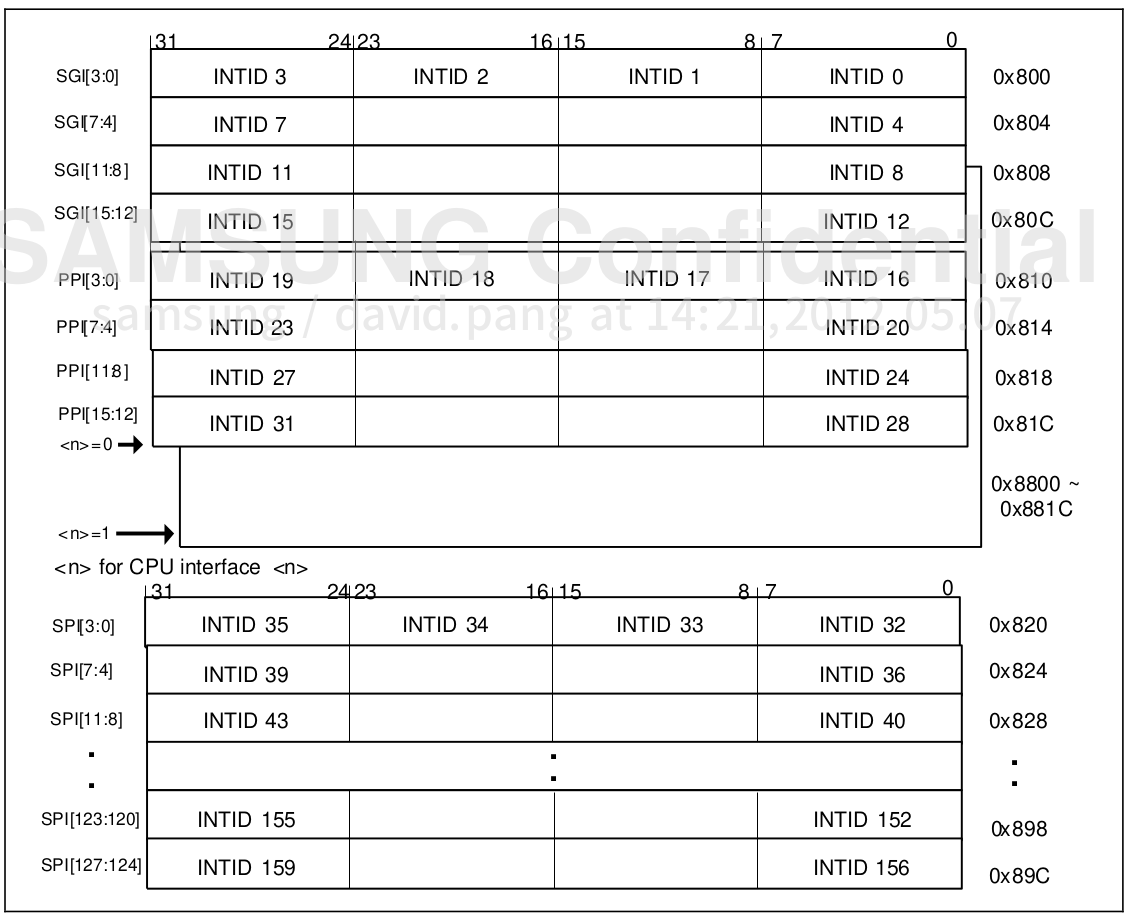 31 24 23 16 15 8 7 0
SGI[3:0] INTID 3 INTID 2 INTID 1 INTID 0 0x800
SGI[7:4] INTID 7 INTID 4 0x804
SGI[11:8] INTID 11 INTID 8 0x808
SGI[15:12] INTID 15 INTID 12 0x80C
SAMSUNG Confidential
PPI[3:0] INTID 19 INTID 18 INTID 17 INTID 16 0x810
samsung / david.pang at 14:21,2012.05.07
PPI[7:4] INTID 23 INTID 20 0x814
PPI[11:8] INTID 27 INTID 24 0x818
PPI[15:12] INTID 31 INTID 28 0x81C
<n>=0
0x8800 ~
0x881C
<n>=1
<n> for CPU interface <n>
31 24 23 16 15 8 7 0
SPI[3:0] INTID 35 INTID 34 INTID 33 INTID 32 0x820
SPI[7:4] INTID 39 INTID 36 0x824
SPI[11:8] INTID 43 INTID 40 0x828
SPI[123:120] INTID 155 INTID 152 0x898
SPI[127:124] INTID 159 INTID 156 0x89C